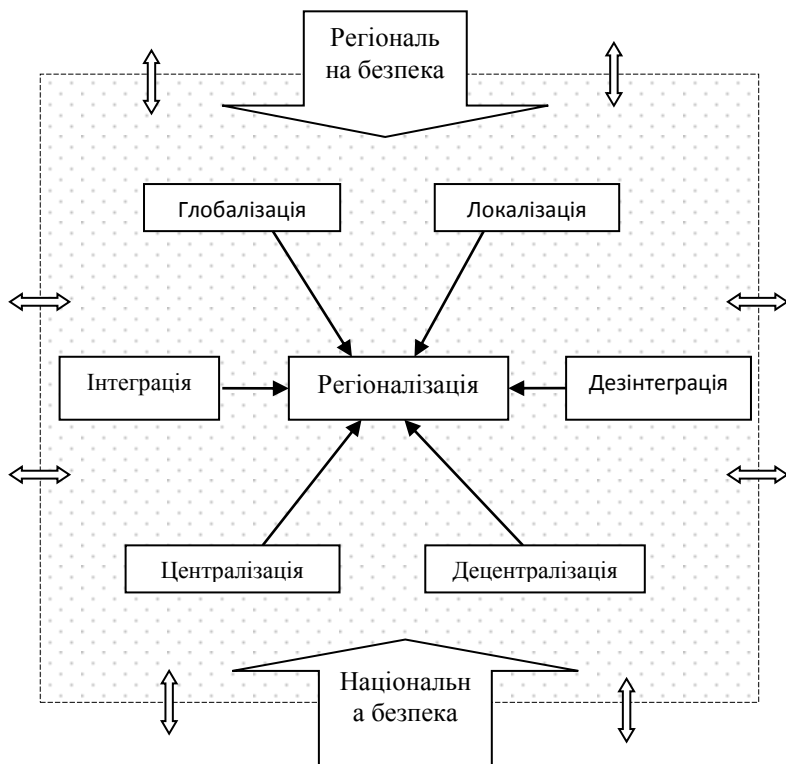 Регіональ
на безпека
Глобалізація
Локалізація
Інтеграція
Регіоналізація
Дезінтеграція
Централізація
Децентралізація
Національн
а безпека